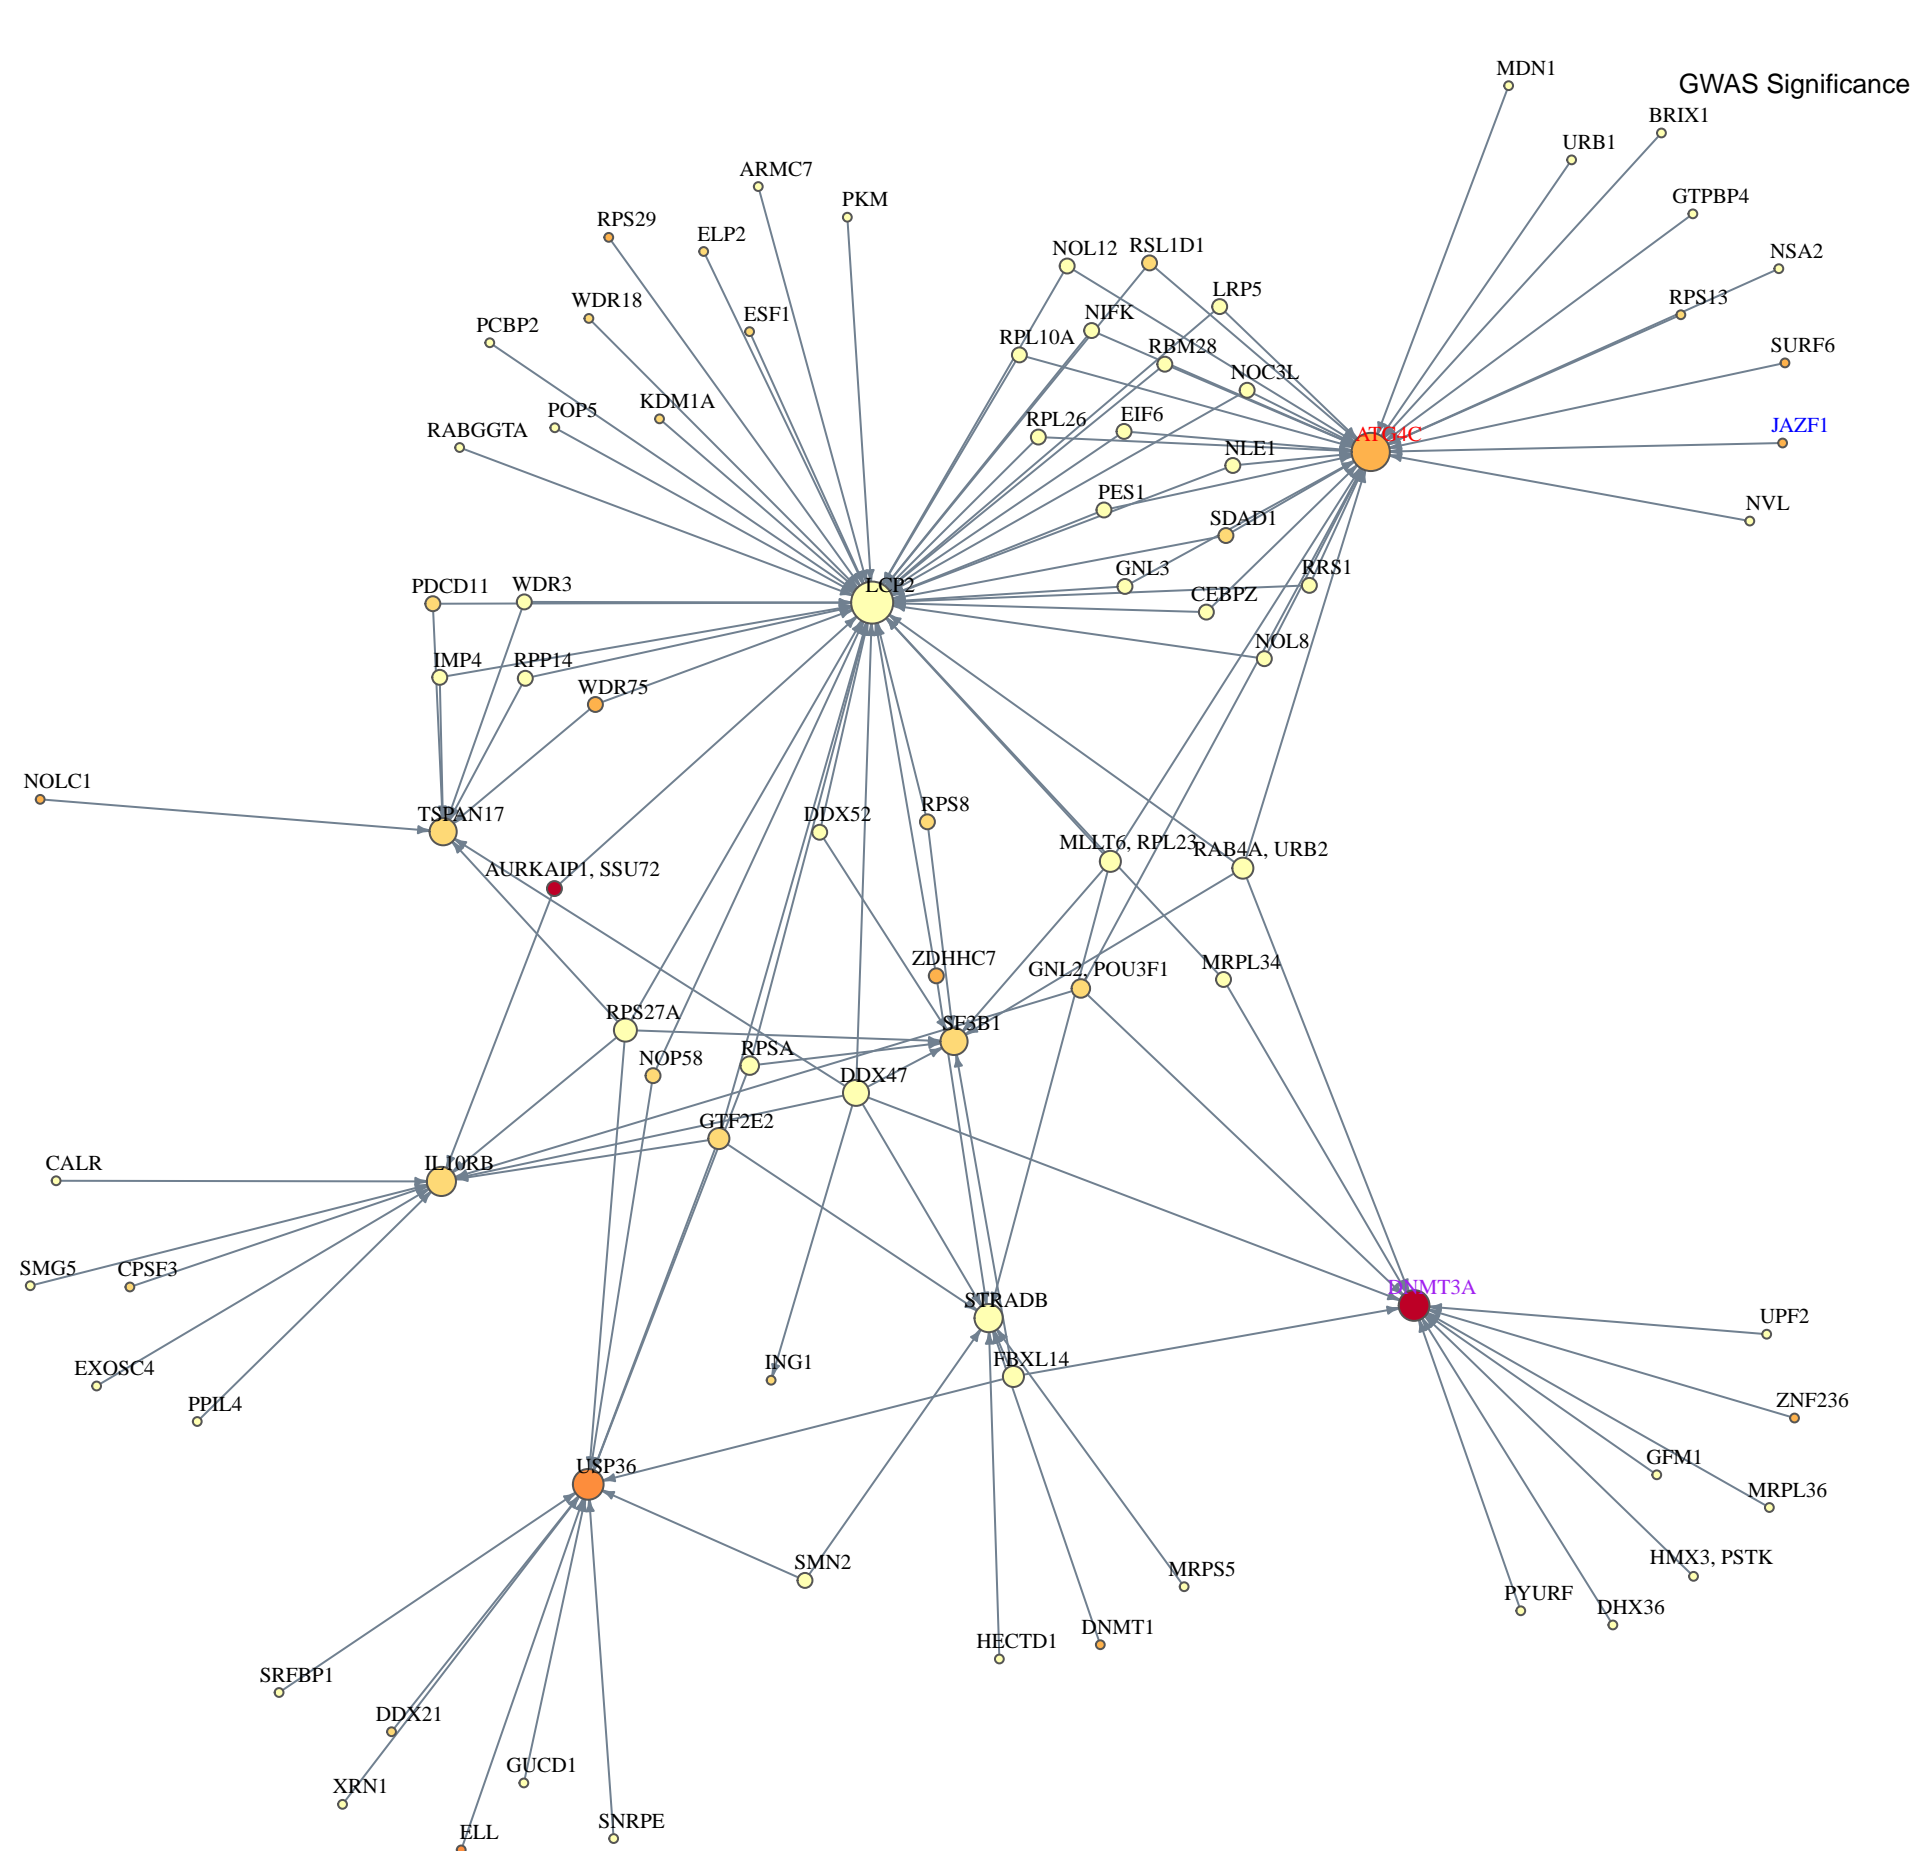 MDN1
GWAS Significance
BRIX1
URB1
ARMC7
PKM
GTPBP4
RPS29
ELP2
NOL12
RSL1D1
NSA2
WDR18
ESF1
LRP5
RPS13
PCBP2
NIFK
RPL10A
RBM28
SURF6
NOC3L
KDM1A
POP5
RABGGTA
RPL26
EIF6
ATG4C
JAZF1
NLE1
PES1
NVL
SDAD1
PDCD11
WDR3
LCP2
GNL3
RRS1
CEBPZ
IMP4
RPP14
NOL8
WDR75
NOLC1
TSPAN17
DDX52
RPS8
MLLT6, RPL23
RAB4A, URB2
AURKAIP1, SSU72
ZDHHC7
GNL2, POU3F1
MRPL34
RPS27A
SF3B1
NOP58
RPSA
DDX47
GTF2E2
CALR
IL10RB
SMG5
CPSF3
DNMT3A
STRADB
UPF2
EXOSC4
ING1
FBXL14
PPIL4
ZNF236
GFM1
USP36
MRPL36
SMN2
MRPS5
HMX3, PSTK
PYURF
DHX36
HECTD1
DNMT1
SRFBP1
DDX21
GUCD1
XRN1
SNRPE
ELL